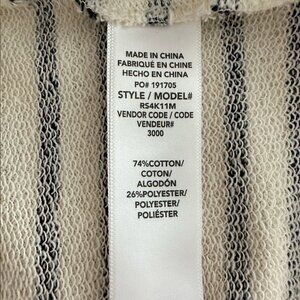 MADE IN CHINA
FABRIQUÉ EN CHINE
HECHO EN CHINA
PO# 191705
STYLE / MODEL#
RS4K11M
VENDOR CODE / CODE
VENDEUR#
3000
74%COTTON/
COTON/
ALGODÓN
26%POLYESTER/
POLYESTER/
POLIÉSTER